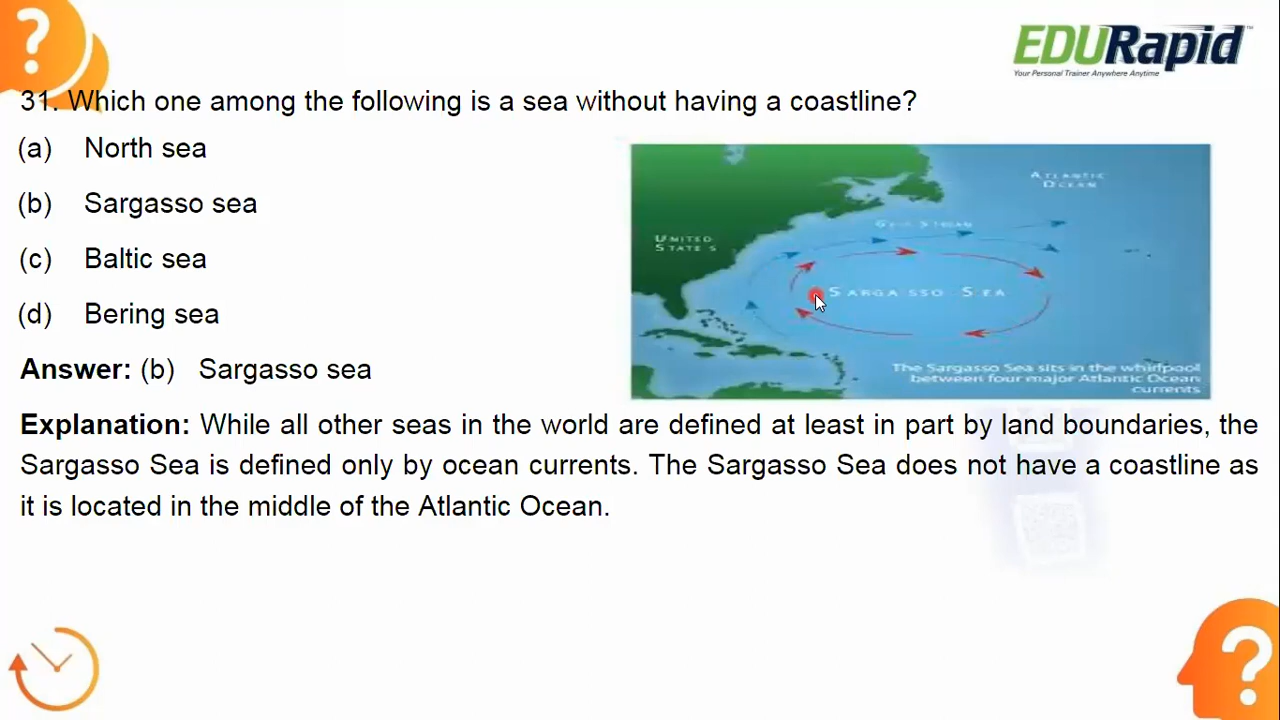 EDURapid™
Your Personal Trainer Anywhere Anytime
31. Which one among the following is a sea without having a coastline?
(a) North sea
(b) Sargasso sea
(c) Baltic sea
(d) Bering sea
Answer: (b) Sargasso sea
ATLANTIC
OCEAN
GULF STREAM
UNITED
STATES
SARGASSO SEA
The Sargasso Sea sits in the whirlpool
between four major Atlantic Ocean
currents
Explanation: While all other seas in the world are defined at least in part by land boundaries, the
Sargasso Sea is defined only by ocean currents. The Sargasso Sea does not have a coastline as
it is located in the middle of the Atlantic Ocean.